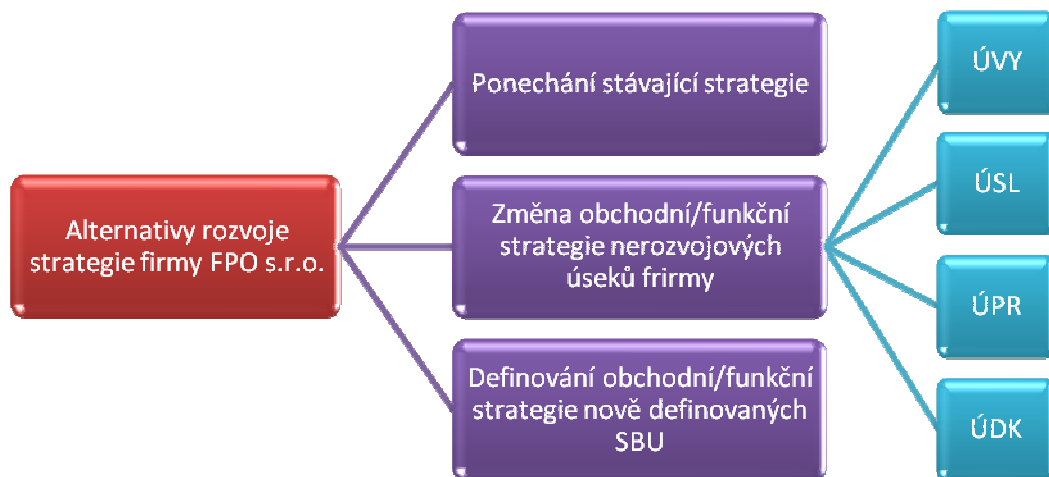 Alternativy rozvoje
strategie firmy FPO s.r.o.
Ponechání stávající strategie
Změna obchodní/funkční
strategie nerozvojových
úseků frirmy
Definování obchodní/funkční
strategie nově definovaných
SBU
ÚVY
ÚSL
ÚPR
ÚDK